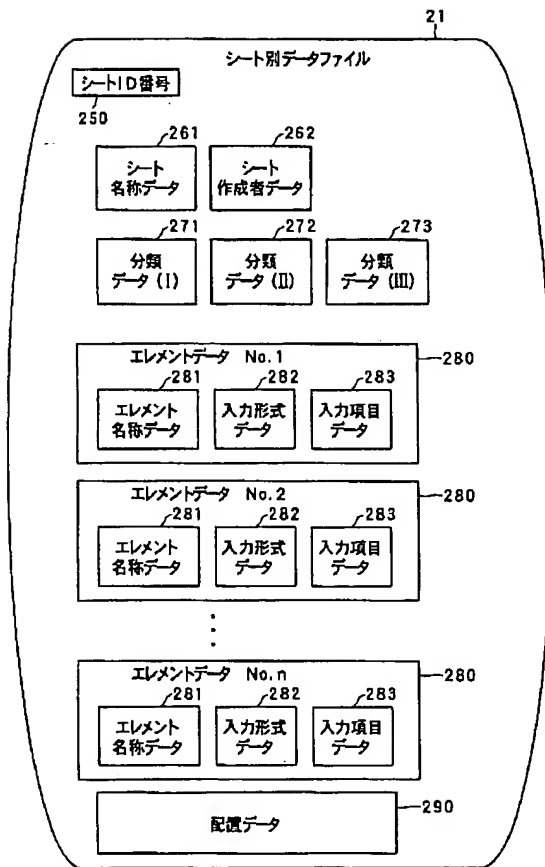 21
シート別データファイル
シートID番号
250
261
262
シート
名称データ
シート
作成者データ
271
272
273
分類
データ(I)
分類
データ(II)
分類
データ(III)
エレメントデータ No.1
280
281
282
283
エレメント
名称データ
入力形式
データ
入力項目
データ
エレメントデータ No.2
280
281
282
283
エレメント
名称データ
入力形式
データ
入力項目
データ
エレメントデータ No.n
280
281
282
283
エレメント
名称データ
入力形式
データ
入力項目
データ
配置データ
290